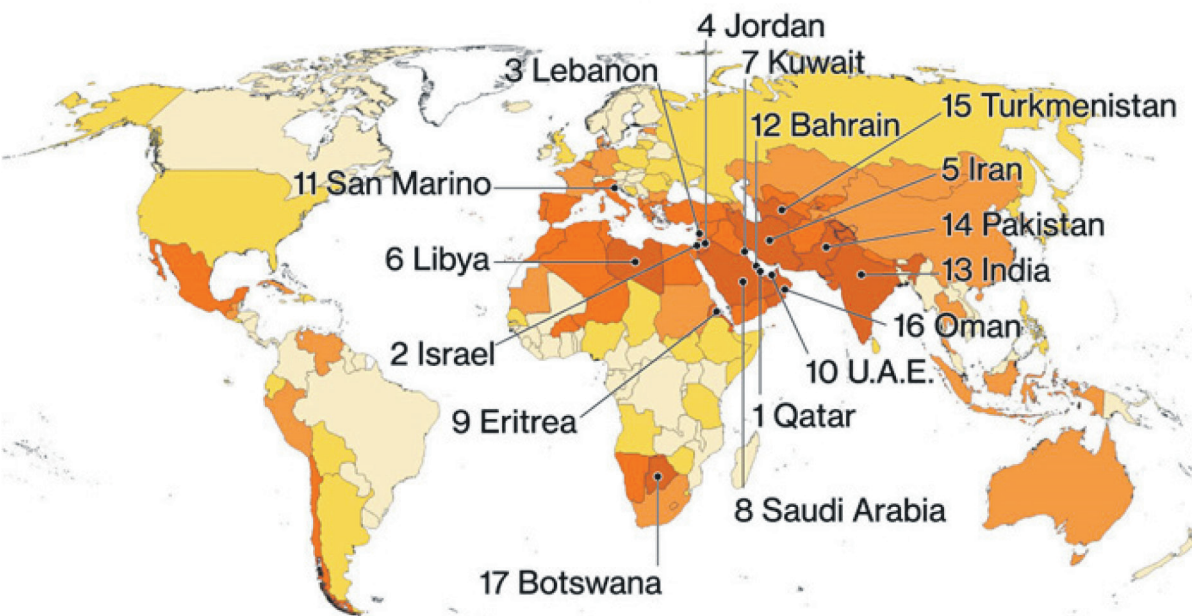 4 Jordan
3 Lebanon
7 Kuwait
15 Turkmenistan
12 Bahrain
5 Iran
11 San Marino
14 Pakistan
6 Libya
13 India
16 Oman
2 Israel
10 U.A.E.
9 Eritrea
1 Qatar
8 Saudi Arabia
17 Botswana